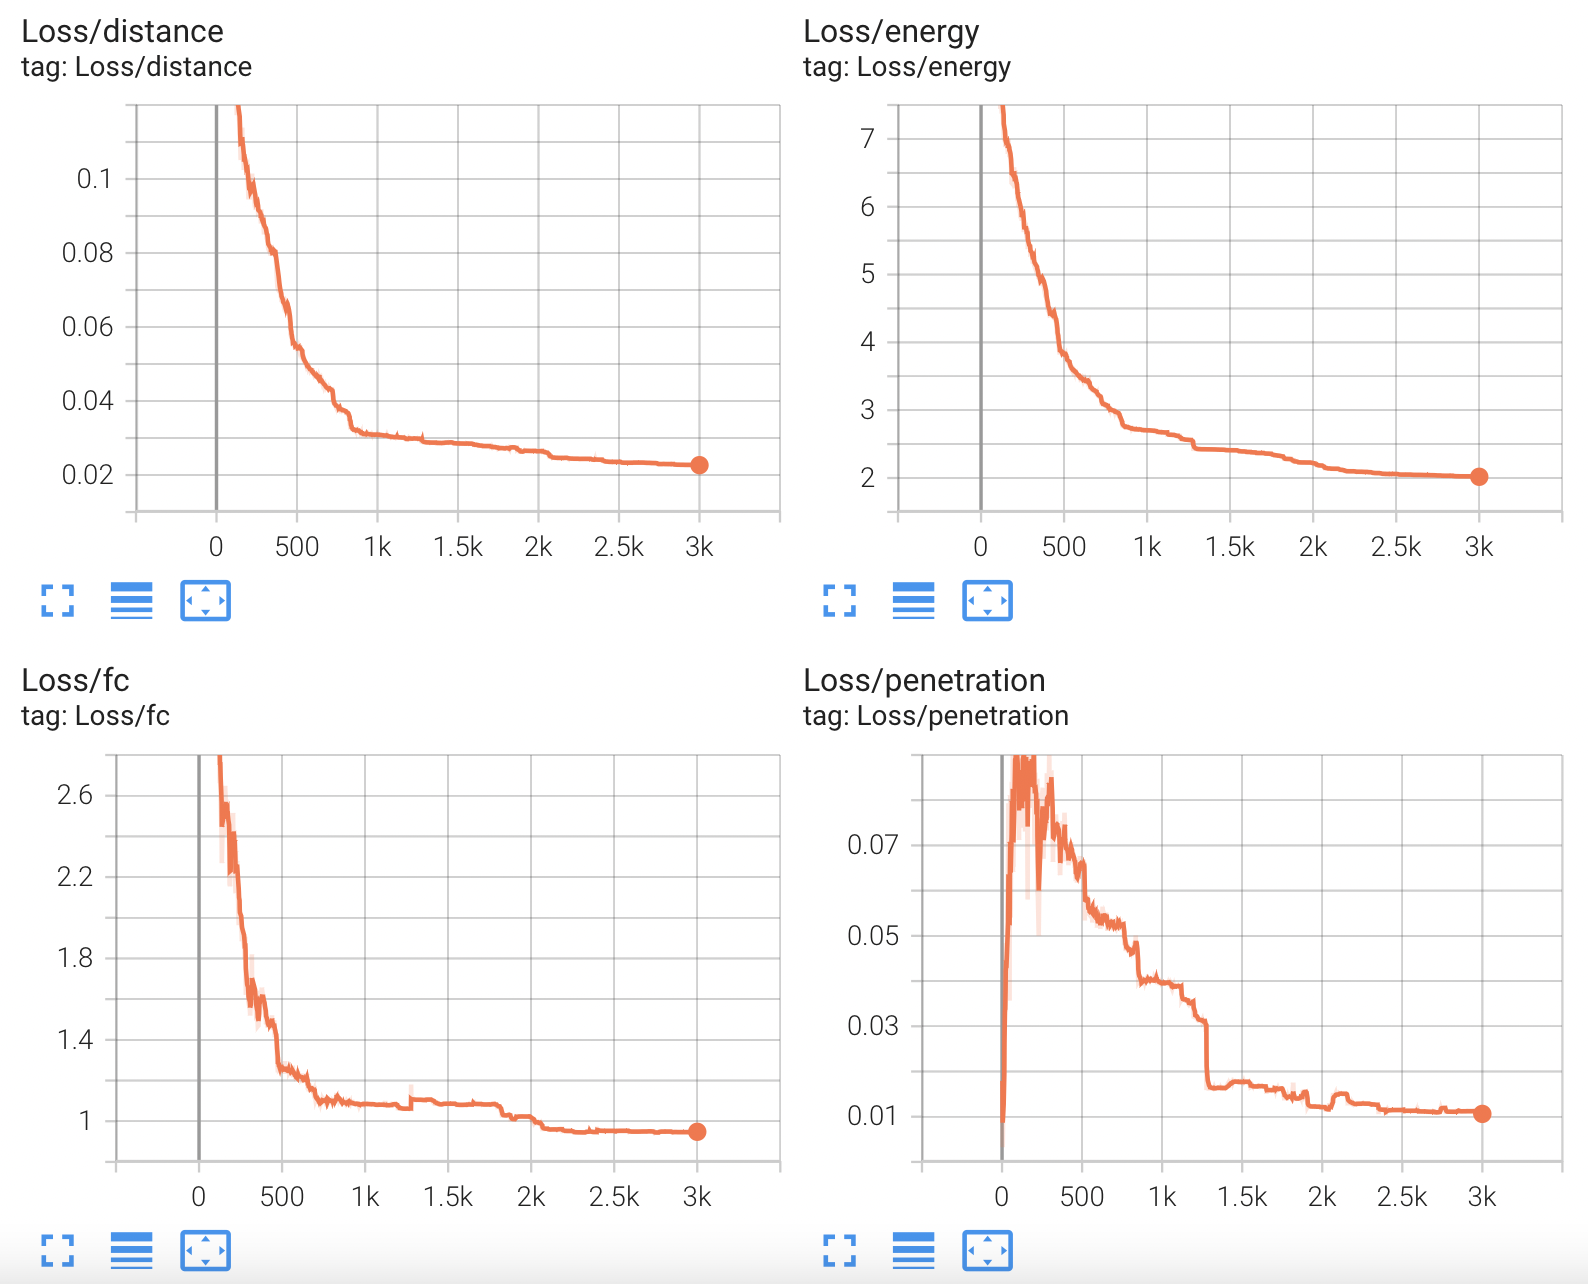 Loss/distance
tag: Loss/distance
0.1
0.08
0.06
0.04
0.02
0 500 1k 1.5k 2k 2.5k 3k
Loss/energy
tag: Loss/energy
7
6
5
4
3
2
0 500 1k 1.5k 2k 2.5k 3k
Loss/fc
tag: Loss/fc
2.6
2.2
1.8
1.4
1
0 500 1k 1.5k 2k 2.5k 3k
Loss/penetration
tag: Loss/penetration
0.07
0.05
0.03
0.01
0 500 1k 1.5k 2k 2.5k 3k